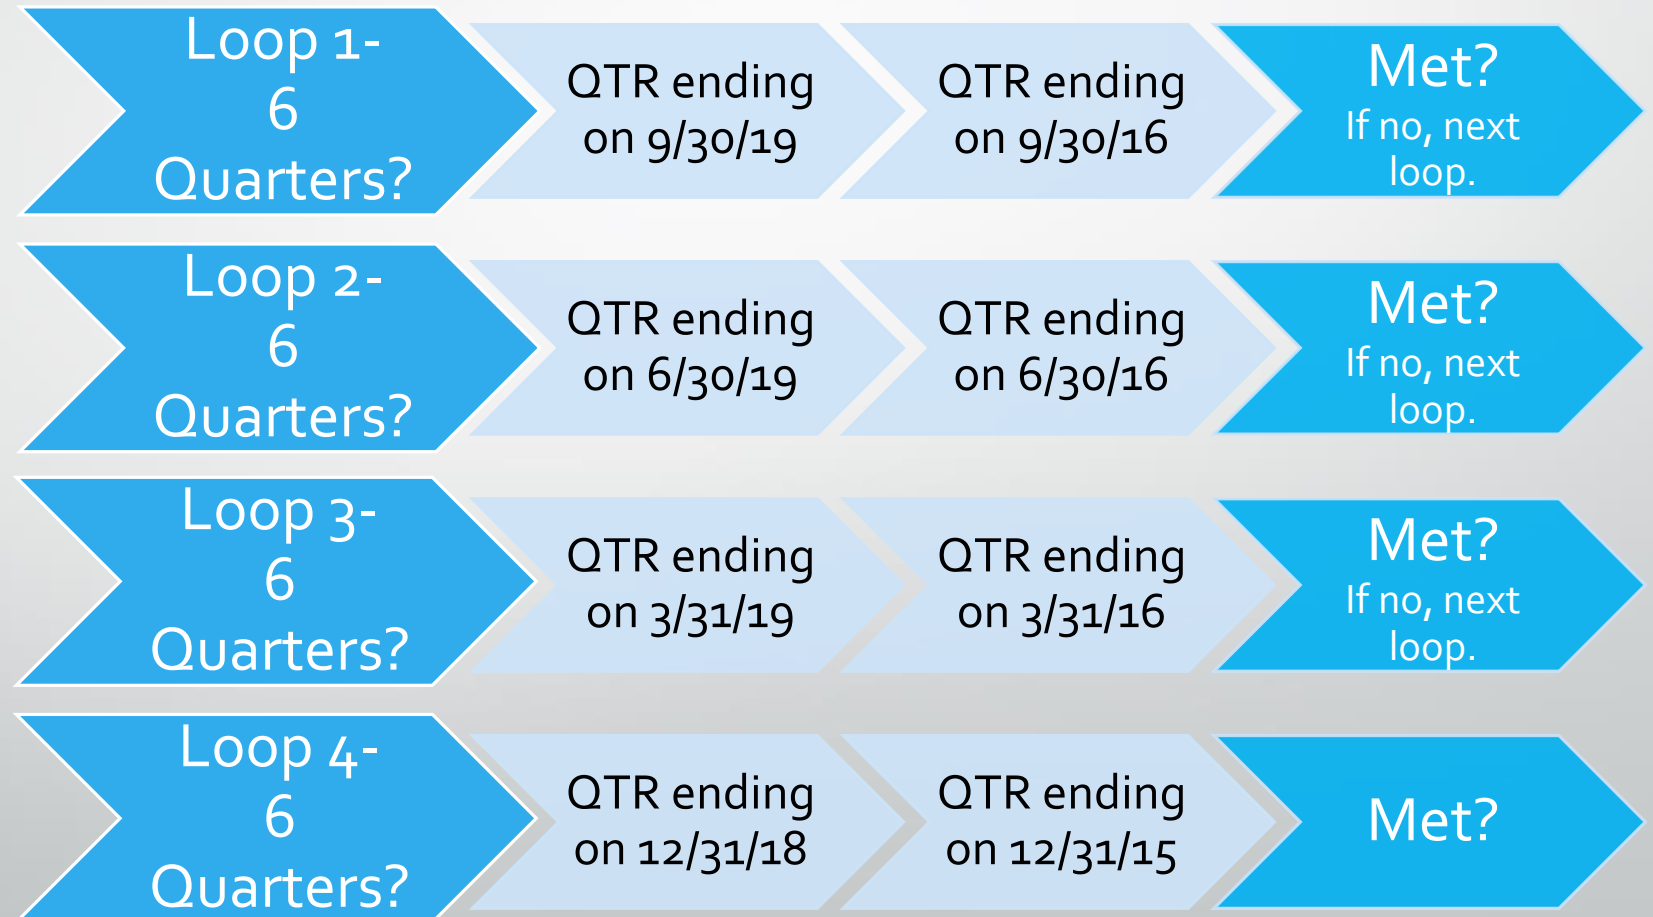 Loop 1-
6
Quarters?
QTR ending
on 9/30/19
QTR ending
on 9/30/16
Met?
If no, next
loop.
Loop 2-
6
Quarters?
QTR ending
on 6/30/19
QTR ending
on 6/30/16
Met?
If no, next
loop.
Loop 3-
6
Quarters?
QTR ending
on 3/31/19
QTR ending
on 3/31/16
Met?
If no, next
loop.
Loop 4-
6
Quarters?
QTR ending
on 12/31/18
QTR ending
on 12/31/15
Met?